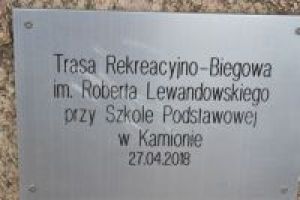 Trasa Rekreacyjno-Biegowa
im. Roberta Lewandowskiego
przy Szkole Podstawowej
w Kamionie
27.04.2018